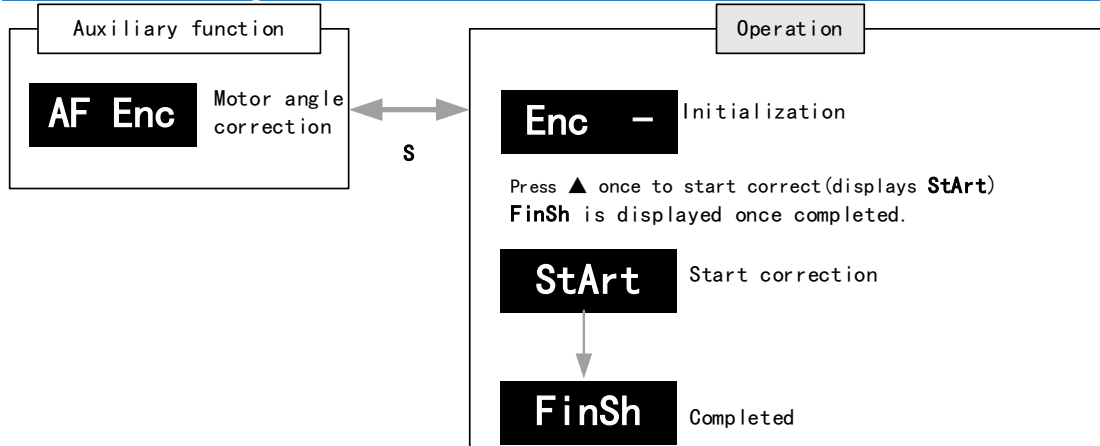 Auxiliary function
AF Enc
Motor angle
correction
S
Operation
Enc -
Initialization
Press ▲ once to start correct(displays StArt)
FinSh is displayed once completed.
StArt
Start correction
FinSh
Completed